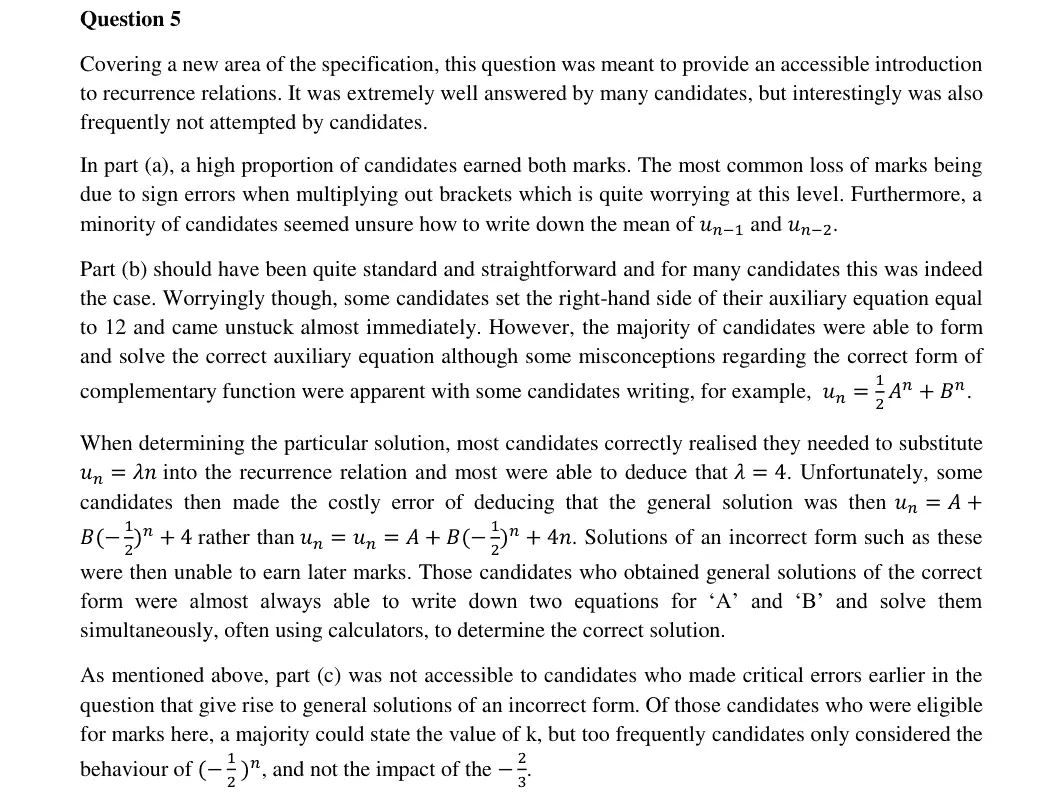 Question 5
Covering a new area of the specification, this question was meant to provide an accessible introduction
to recurrence relations. It was extremely well answered by many candidates, but interestingly was also
frequently not attempted by candidates.
In part (a), a high proportion of candidates earned both marks. The most common loss of marks being
due to sign errors when multiplying out brackets which is quite worrying at this level. Furthermore, a
minority of candidates seemed unsure how to write down the mean of uₙ₋₁ and uₙ₋₂.
Part (b) should have been quite standard and straightforward and for many candidates this was indeed
the case. Worryingly though, some candidates set the right-hand side of their auxiliary equation equal
to 12 and came unstuck almost immediately. However, the majority of candidates were able to form
and solve the correct auxiliary equation although some misconceptions regarding the correct form of
complementary function were apparent with some candidates writing, for example, uₙ = ½Aⁿ + Bⁿ.
When determining the particular solution, most candidates correctly realised they needed to substitute
uₙ = λn into the recurrence relation and most were able to deduce that λ = 4. Unfortunately, some
candidates then made the costly error of deducing that the general solution was then uₙ = A +
B(−½)ⁿ + 4 rather than uₙ = uₙ = A + B(−½)ⁿ + 4n. Solutions of an incorrect form such as these
were then unable to earn later marks. Those candidates who obtained general solutions of the correct
form were almost always able to write down two equations for ‘A’ and ‘B’ and solve them
simultaneously, often using calculators, to determine the correct solution.
As mentioned above, part (c) was not accessible to candidates who made critical errors earlier in the
question that give rise to general solutions of an incorrect form. Of those candidates who were eligible
for marks here, a majority could state the value of k, but too frequently candidates only considered the
behaviour of (−½)ⁿ, and not the impact of the −⅔.